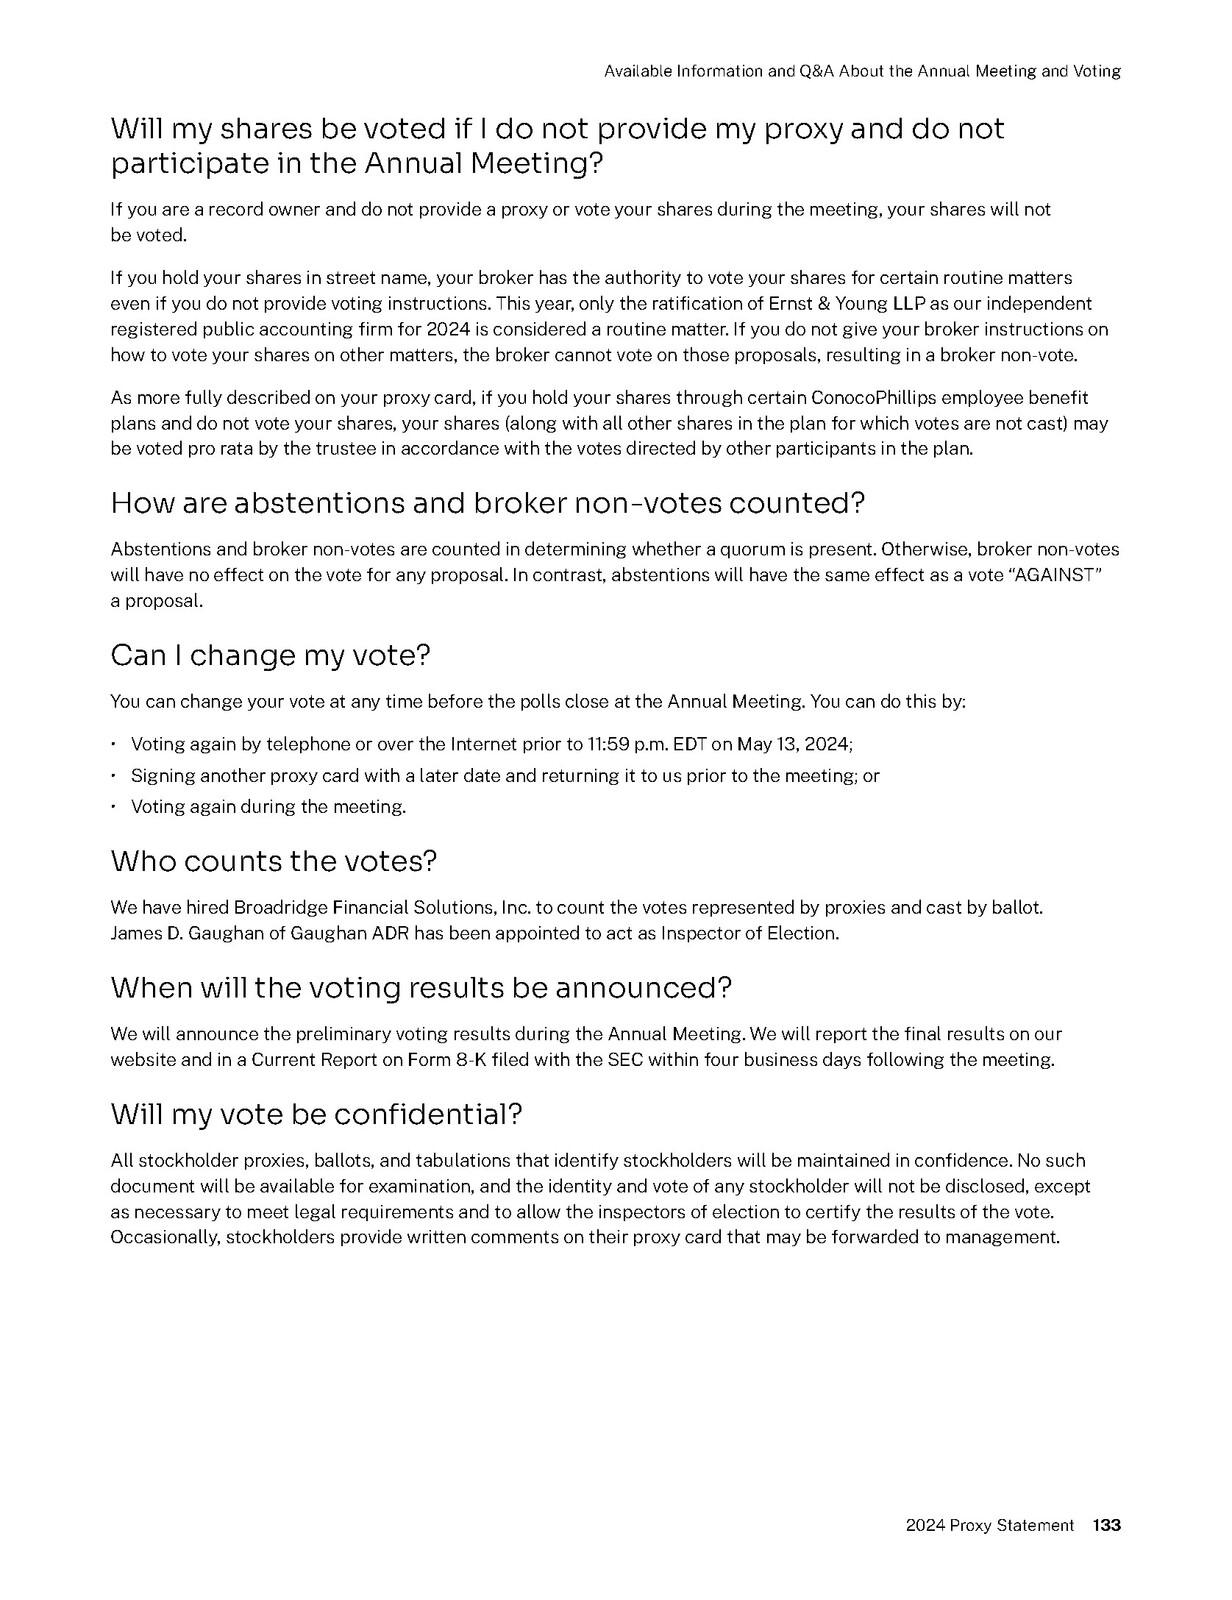 Available Information and Q&A About the Annual Meeting and Voting
Will my shares be voted if I do not provide my proxy and do not
participate in the Annual Meeting?
If you are a record owner and do not provide a proxy or vote your shares during the meeting, your shares will not
be voted.
If you hold your shares in street name, your broker has the authority to vote your shares for certain routine matters
even if you do not provide voting instructions. This year, only the ratification of Ernst & Young LLP as our independent
registered public accounting firm for 2024 is considered a routine matter. If you do not give your broker instructions on
how to vote your shares on other matters, the broker cannot vote on those proposals, resulting in a broker non-vote.
As more fully described on your proxy card, if you hold your shares through certain ConocoPhillips employee benefit
plans and do not vote your shares, your shares (along with all other shares in the plan for which votes are not cast) may
be voted pro rata by the trustee in accordance with the votes directed by other participants in the plan.
How are abstentions and broker non-votes counted?
Abstentions and broker non-votes are counted in determining whether a quorum is present. Otherwise, broker non-votes
will have no effect on the vote for any proposal. In contrast, abstentions will have the same effect as a vote “AGAINST”
a proposal.
Can I change my vote?
You can change your vote at any time before the polls close at the Annual Meeting. You can do this by:
• Voting again by telephone or over the Internet prior to 11:59 p.m. EDT on May 13, 2024;
• Signing another proxy card with a later date and returning it to us prior to the meeting; or
• Voting again during the meeting.
Who counts the votes?
We have hired Broadridge Financial Solutions, Inc. to count the votes represented by proxies and cast by ballot.
James D. Gaughan of Gaughan ADR has been appointed to act as Inspector of Election.
When will the voting results be announced?
We will announce the preliminary voting results during the Annual Meeting. We will report the final results on our
website and in a Current Report on Form 8-K filed with the SEC within four business days following the meeting.
Will my vote be confidential?
All stockholder proxies, ballots, and tabulations that identify stockholders will be maintained in confidence. No such
document will be available for examination, and the identity and vote of any stockholder will not be disclosed, except
as necessary to meet legal requirements and to allow the inspectors of election to certify the results of the vote.
Occasionally, stockholders provide written comments on their proxy card that may be forwarded to management.
2024 Proxy Statement 133